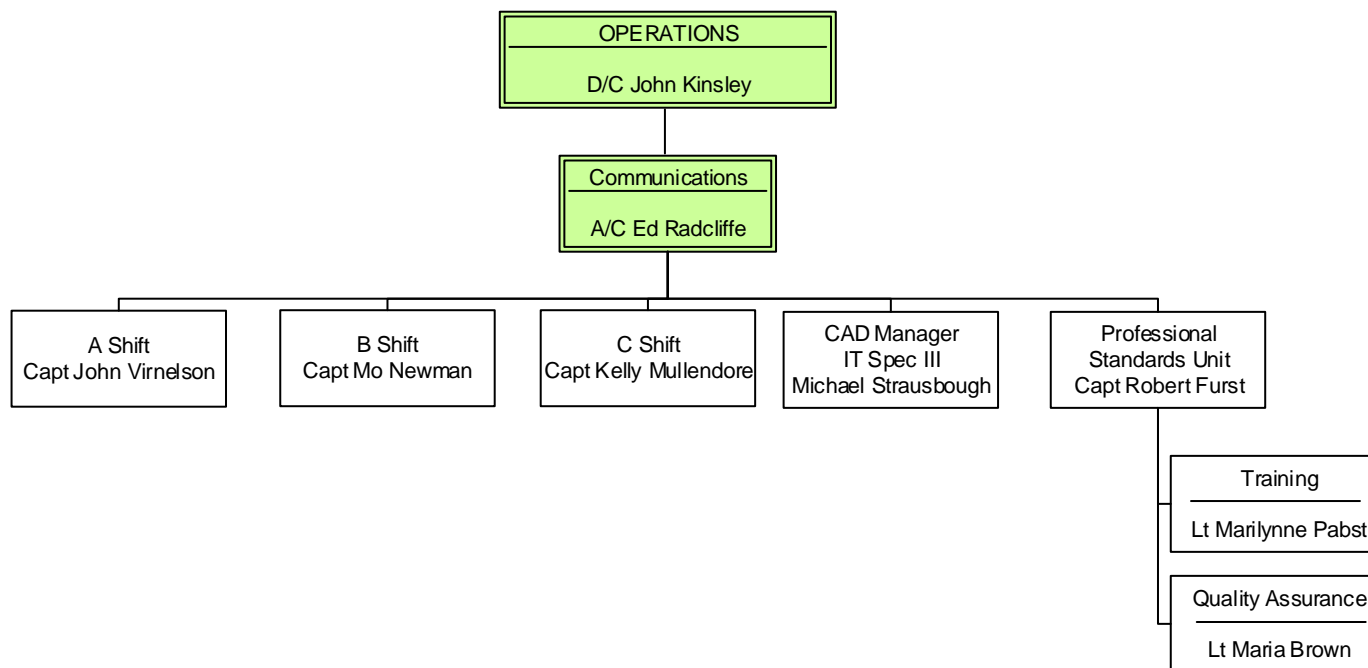 OPERATIONS
D/C John Kinsley
Communications
A/C Ed Radcliffe
A Shift
Capt John Virnelson
B Shift
Capt Mo Newman
C Shift
Capt Kelly Mullendore
CAD Manager
IT Spec III
Michael Strausbough
Professional
Standards Unit
Capt Robert Furst
Training
Lt Marilynne Pabst
Quality Assurance
Lt Maria Brown